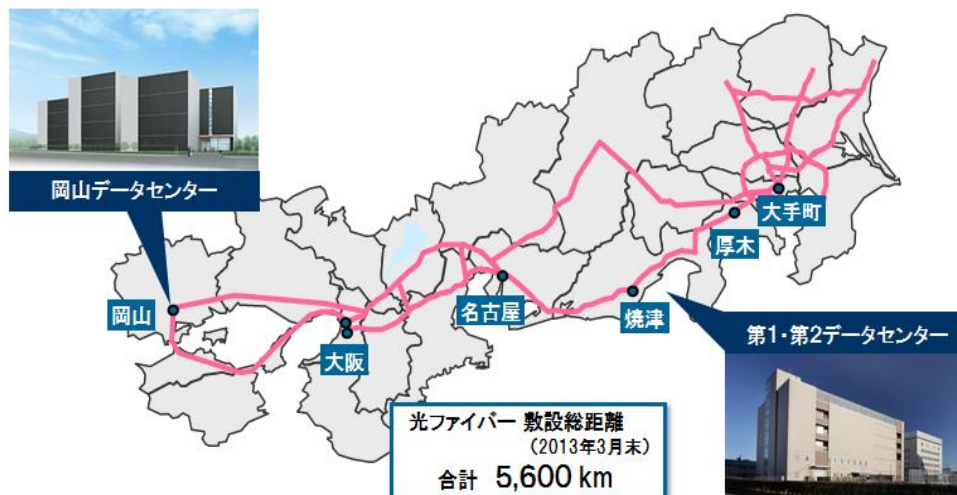 岡山データセンター
大手町
厚木
岡山
名古屋
焼津
大阪
第1・第2データセンター
光ファイバー 敷設総距離
(2013年3月末)
合計 5,600 km